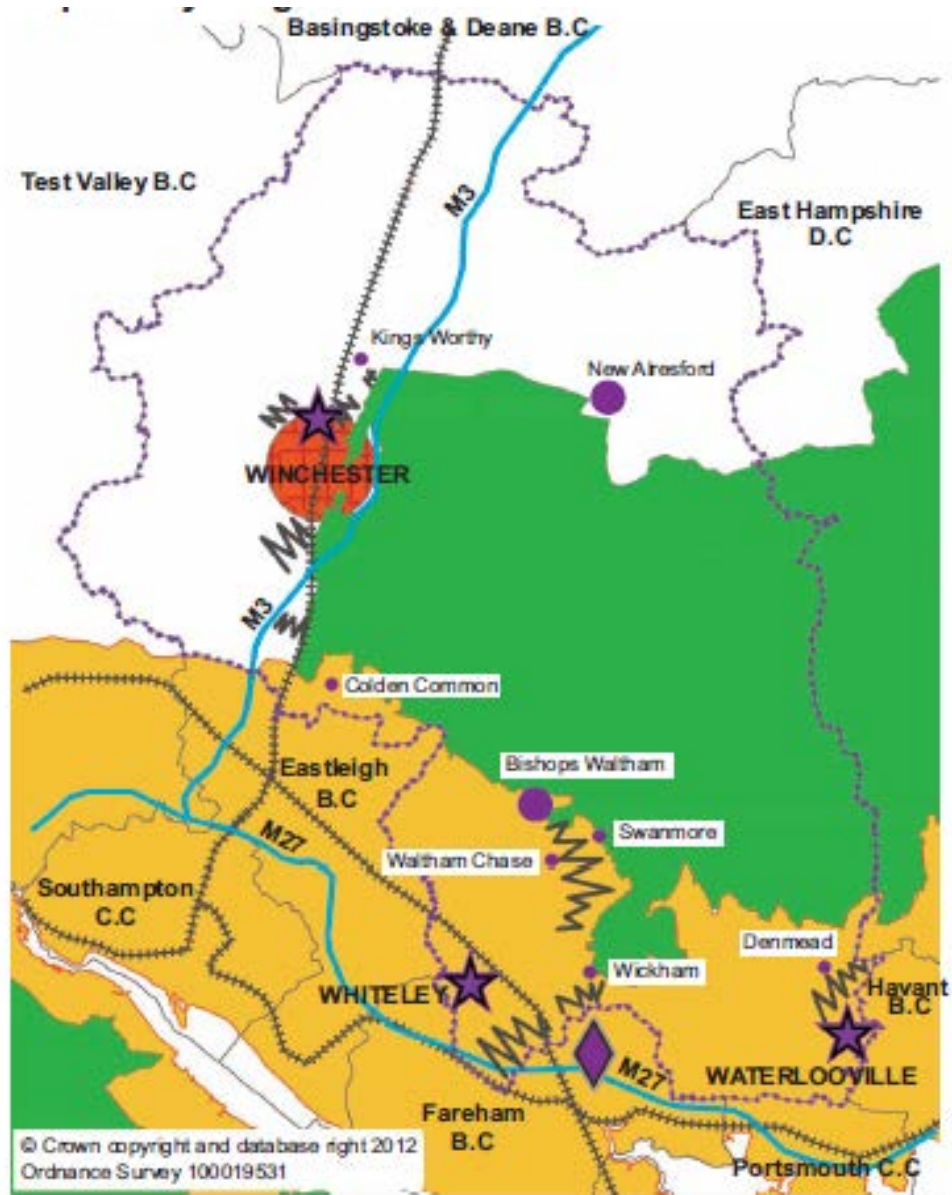 Basingstoke & Deane B.C
Test Valley B.C
M3
East Hampshire
D.C
Kings Worthy
New Alresford
WINCHESTER
M3
Colden Common
Eastleigh
B.C
Bishops Waltham
M27
Swanmore
Waltham Chase
Southampton
C.C
Denmead
Wickham
WHITELEY
Havant
B.C
M27
WATERLOOVILLE
Fareham
B.C
© Crown copyright and database right 2012
Ordnance Survey 100019531
Portsmouth C.C